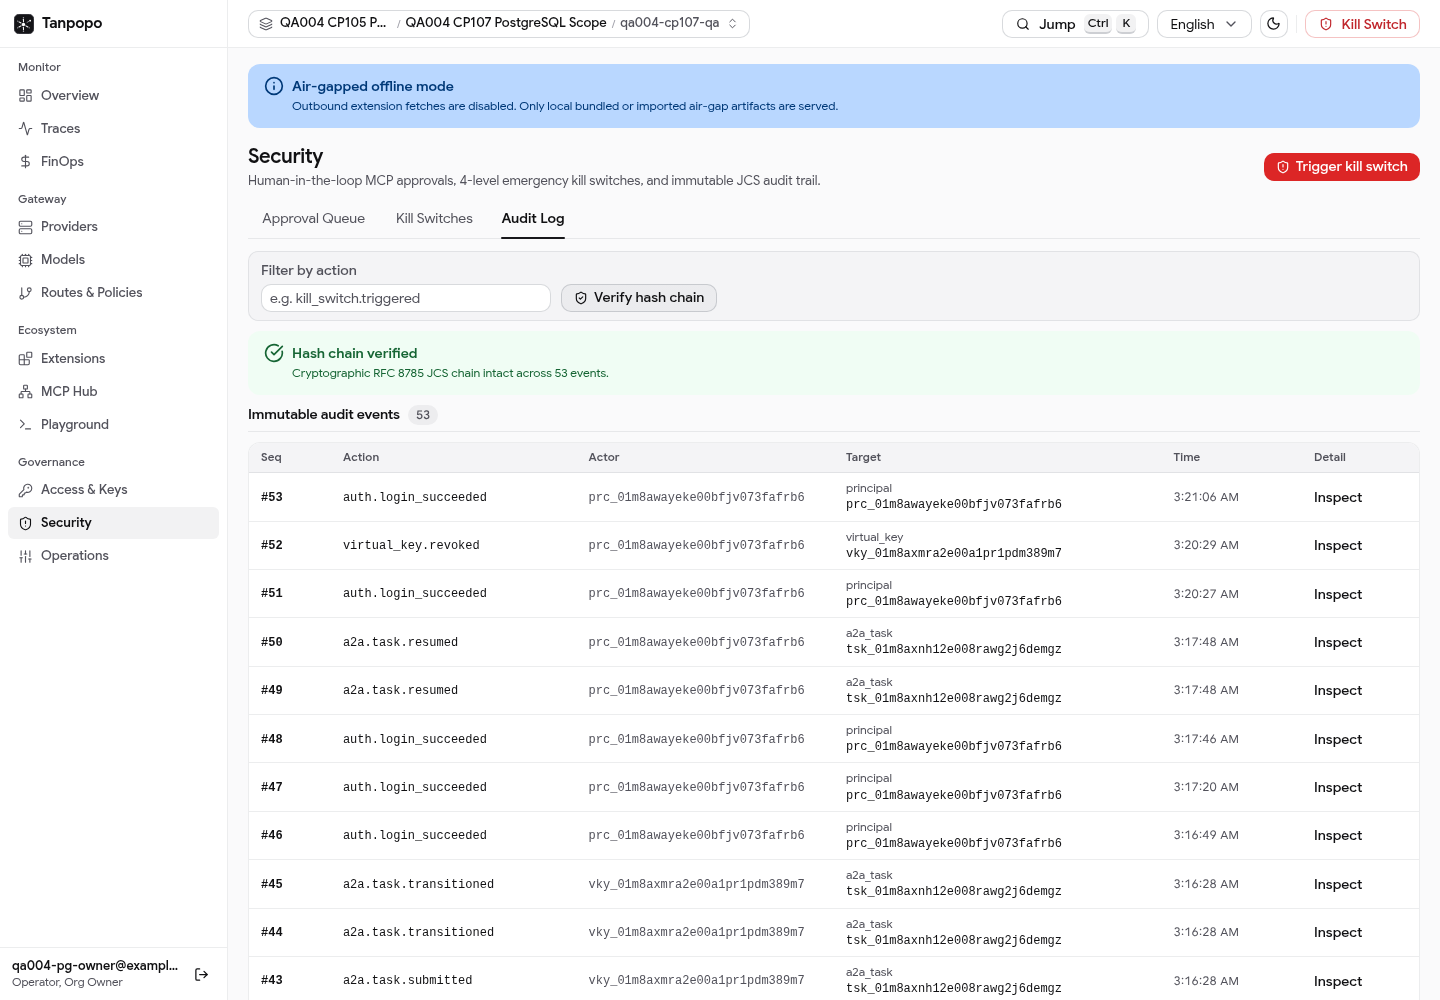 Tanpopo
QA004 CP105 P... / QA004 CP107 PostgreSQL Scope / qa004-cp107-qa
Jump Ctrl K
English
Kill Switch
Monitor
Overview
Traces
FinOps
Gateway
Providers
Models
Routes & Policies
Ecosystem
Extensions
MCP Hub
Playground
Governance
Access & Keys
Security
Operations
qa004-pg-owner@exampl...
Operator, Org Owner
Air-gapped offline mode
Outbound extension fetches are disabled. Only local bundled or imported air-gap artifacts are served.
Security
Human-in-the-loop MCP approvals, 4-level emergency kill switches, and immutable JCS audit trail.
Trigger kill switch
Approval Queue Kill Switches Audit Log
Filter by action
e.g. kill_switch.triggered
Verify hash chain
Hash chain verified
Cryptographic RFC 8785 JCS chain intact across 53 events.
Immutable audit events 53
Seq Action Actor Target Time Detail
#53 auth.login_succeeded prc_01m8awayeke00bfjv073fafrb6 principal
prc_01m8awayeke00bfjv073fafrb6 3:21:06 AM Inspect
#52 virtual_key.revoked prc_01m8awayeke00bfjv073fafrb6 virtual_key
vky_01m8axmra2e00a1pr1pdm389m7 3:20:29 AM Inspect
#51 auth.login_succeeded prc_01m8awayeke00bfjv073fafrb6 principal
prc_01m8awayeke00bfjv073fafrb6 3:20:27 AM Inspect
#50 a2a.task.resumed prc_01m8awayeke00bfjv073fafrb6 a2a_task
tsk_01m8axnh12e008rawg2j6demgz 3:17:48 AM Inspect
#49 a2a.task.resumed prc_01m8awayeke00bfjv073fafrb6 a2a_task
tsk_01m8axnh12e008rawg2j6demgz 3:17:48 AM Inspect
#48 auth.login_succeeded prc_01m8awayeke00bfjv073fafrb6 principal
prc_01m8awayeke00bfjv073fafrb6 3:17:46 AM Inspect
#47 auth.login_succeeded prc_01m8awayeke00bfjv073fafrb6 principal
prc_01m8awayeke00bfjv073fafrb6 3:17:20 AM Inspect
#46 auth.login_succeeded prc_01m8awayeke00bfjv073fafrb6 principal
prc_01m8awayeke00bfjv073fafrb6 3:16:49 AM Inspect
#45 a2a.task.transitioned vky_01m8axmra2e00a1pr1pdm389m7 a2a_task
tsk_01m8axnh12e008rawg2j6demgz 3:16:28 AM Inspect
#44 a2a.task.transitioned vky_01m8axmra2e00a1pr1pdm389m7 a2a_task
tsk_01m8axnh12e008rawg2j6demgz 3:16:28 AM Inspect
#43 a2a.task.submitted vky_01m8axmra2e00a1pr1pdm389m7 a2a_task
tsk_01m8axnh12e008rawg2j6demgz 3:16:28 AM Inspect